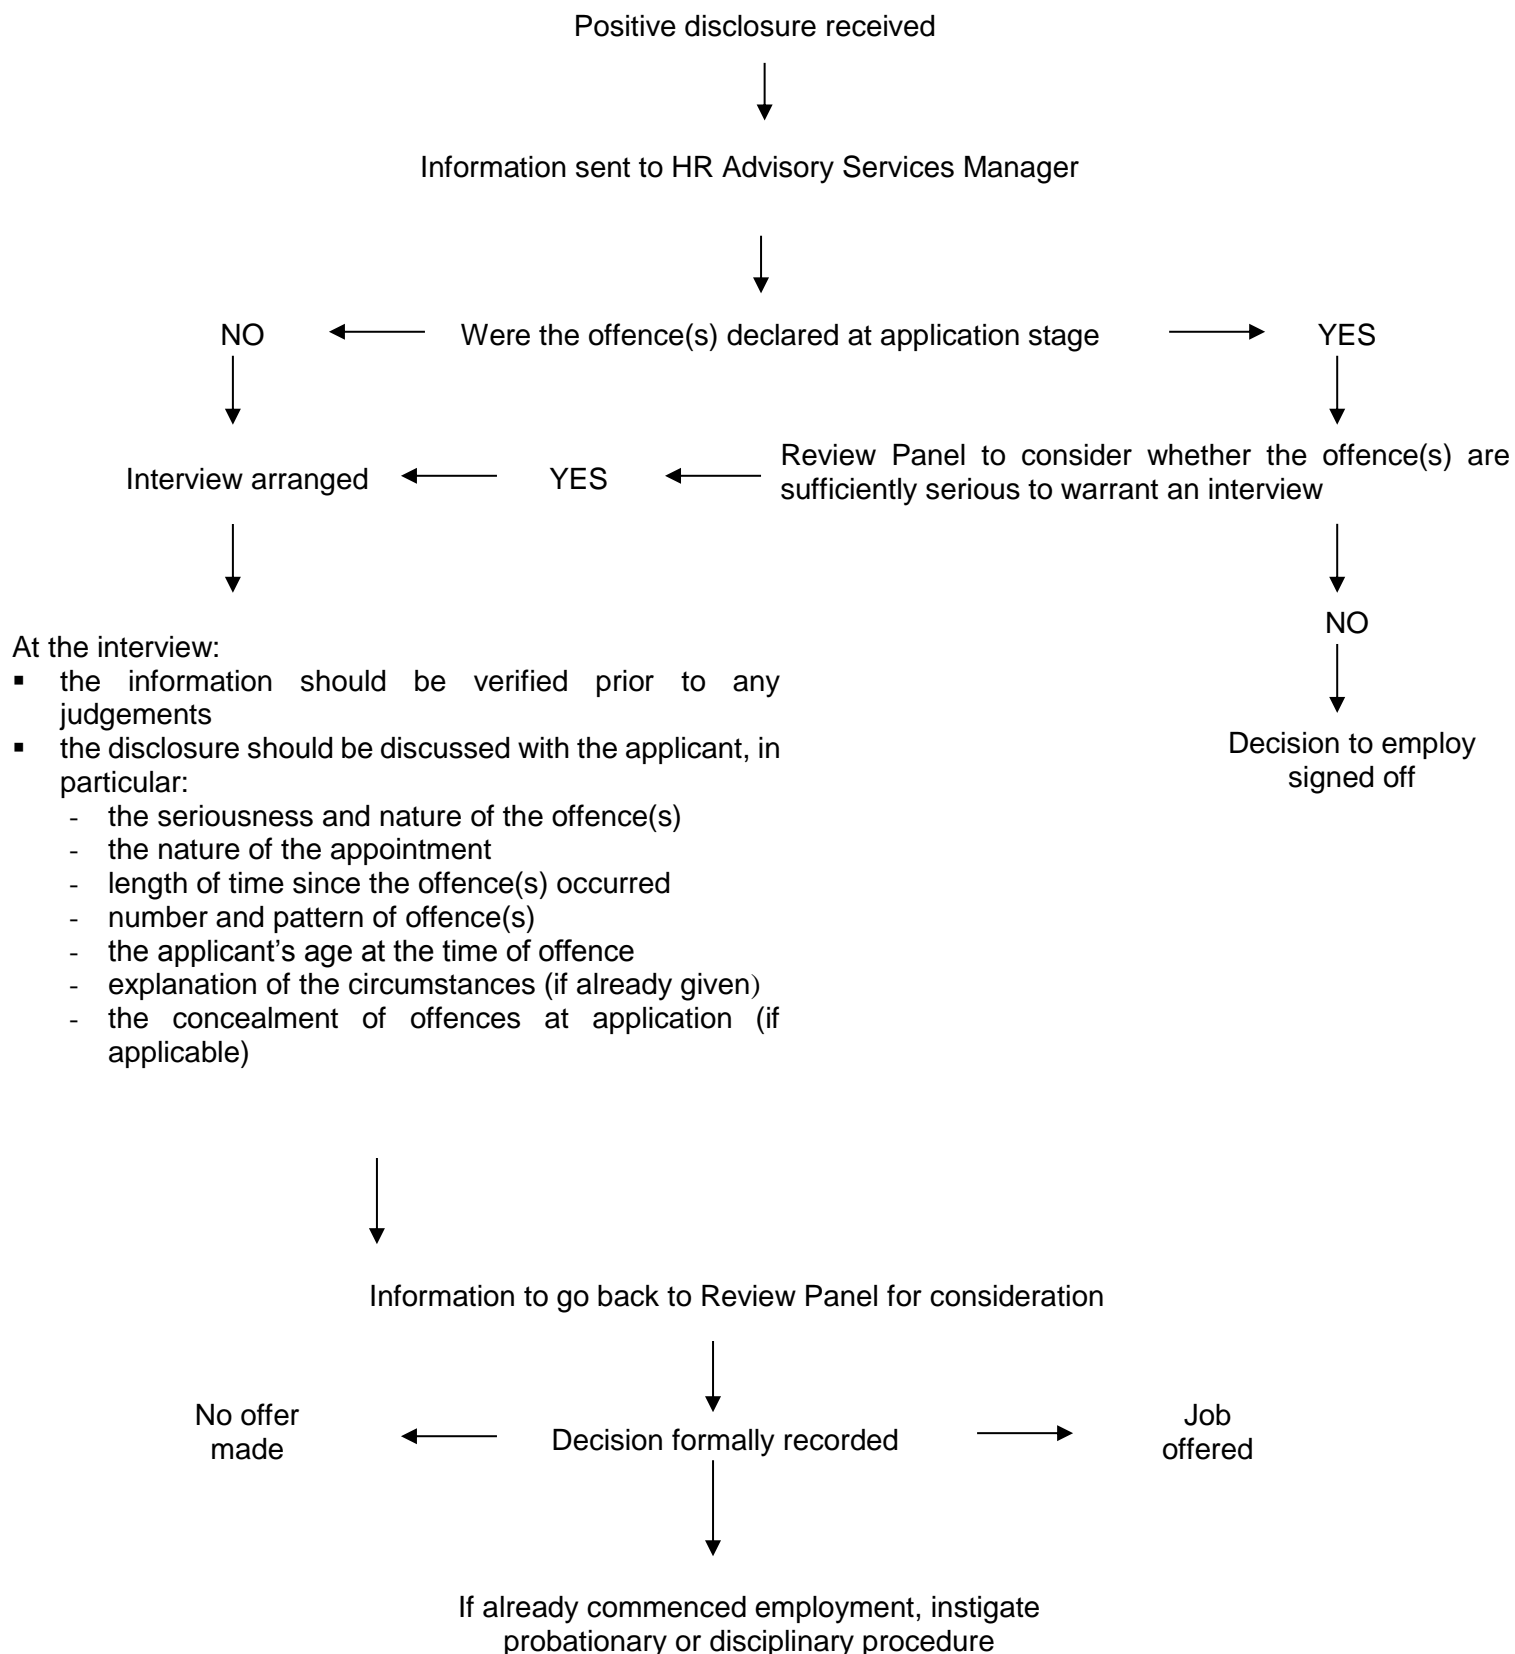 Positive disclosure received
Information sent to HR Advisory Services Manager
NO
Were the offence(s) declared at application stage
YES
Interview arranged
YES
Review Panel to consider whether the offence(s) are
sufficiently serious to warrant an interview
NO
Decision to employ
signed off
At the interview:
▪ the information should be verified prior to any
judgements
▪ the disclosure should be discussed with the applicant, in
particular:
- the seriousness and nature of the offence(s)
- the nature of the appointment
- length of time since the offence(s) occurred
- number and pattern of offence(s)
- the applicant’s age at the time of offence
- explanation of the circumstances (if already given)
- the concealment of offences at application (if
applicable)
Information to go back to Review Panel for consideration
No offer
made
Decision formally recorded
Job
offered
If already commenced employment, instigate
probationary or disciplinary procedure